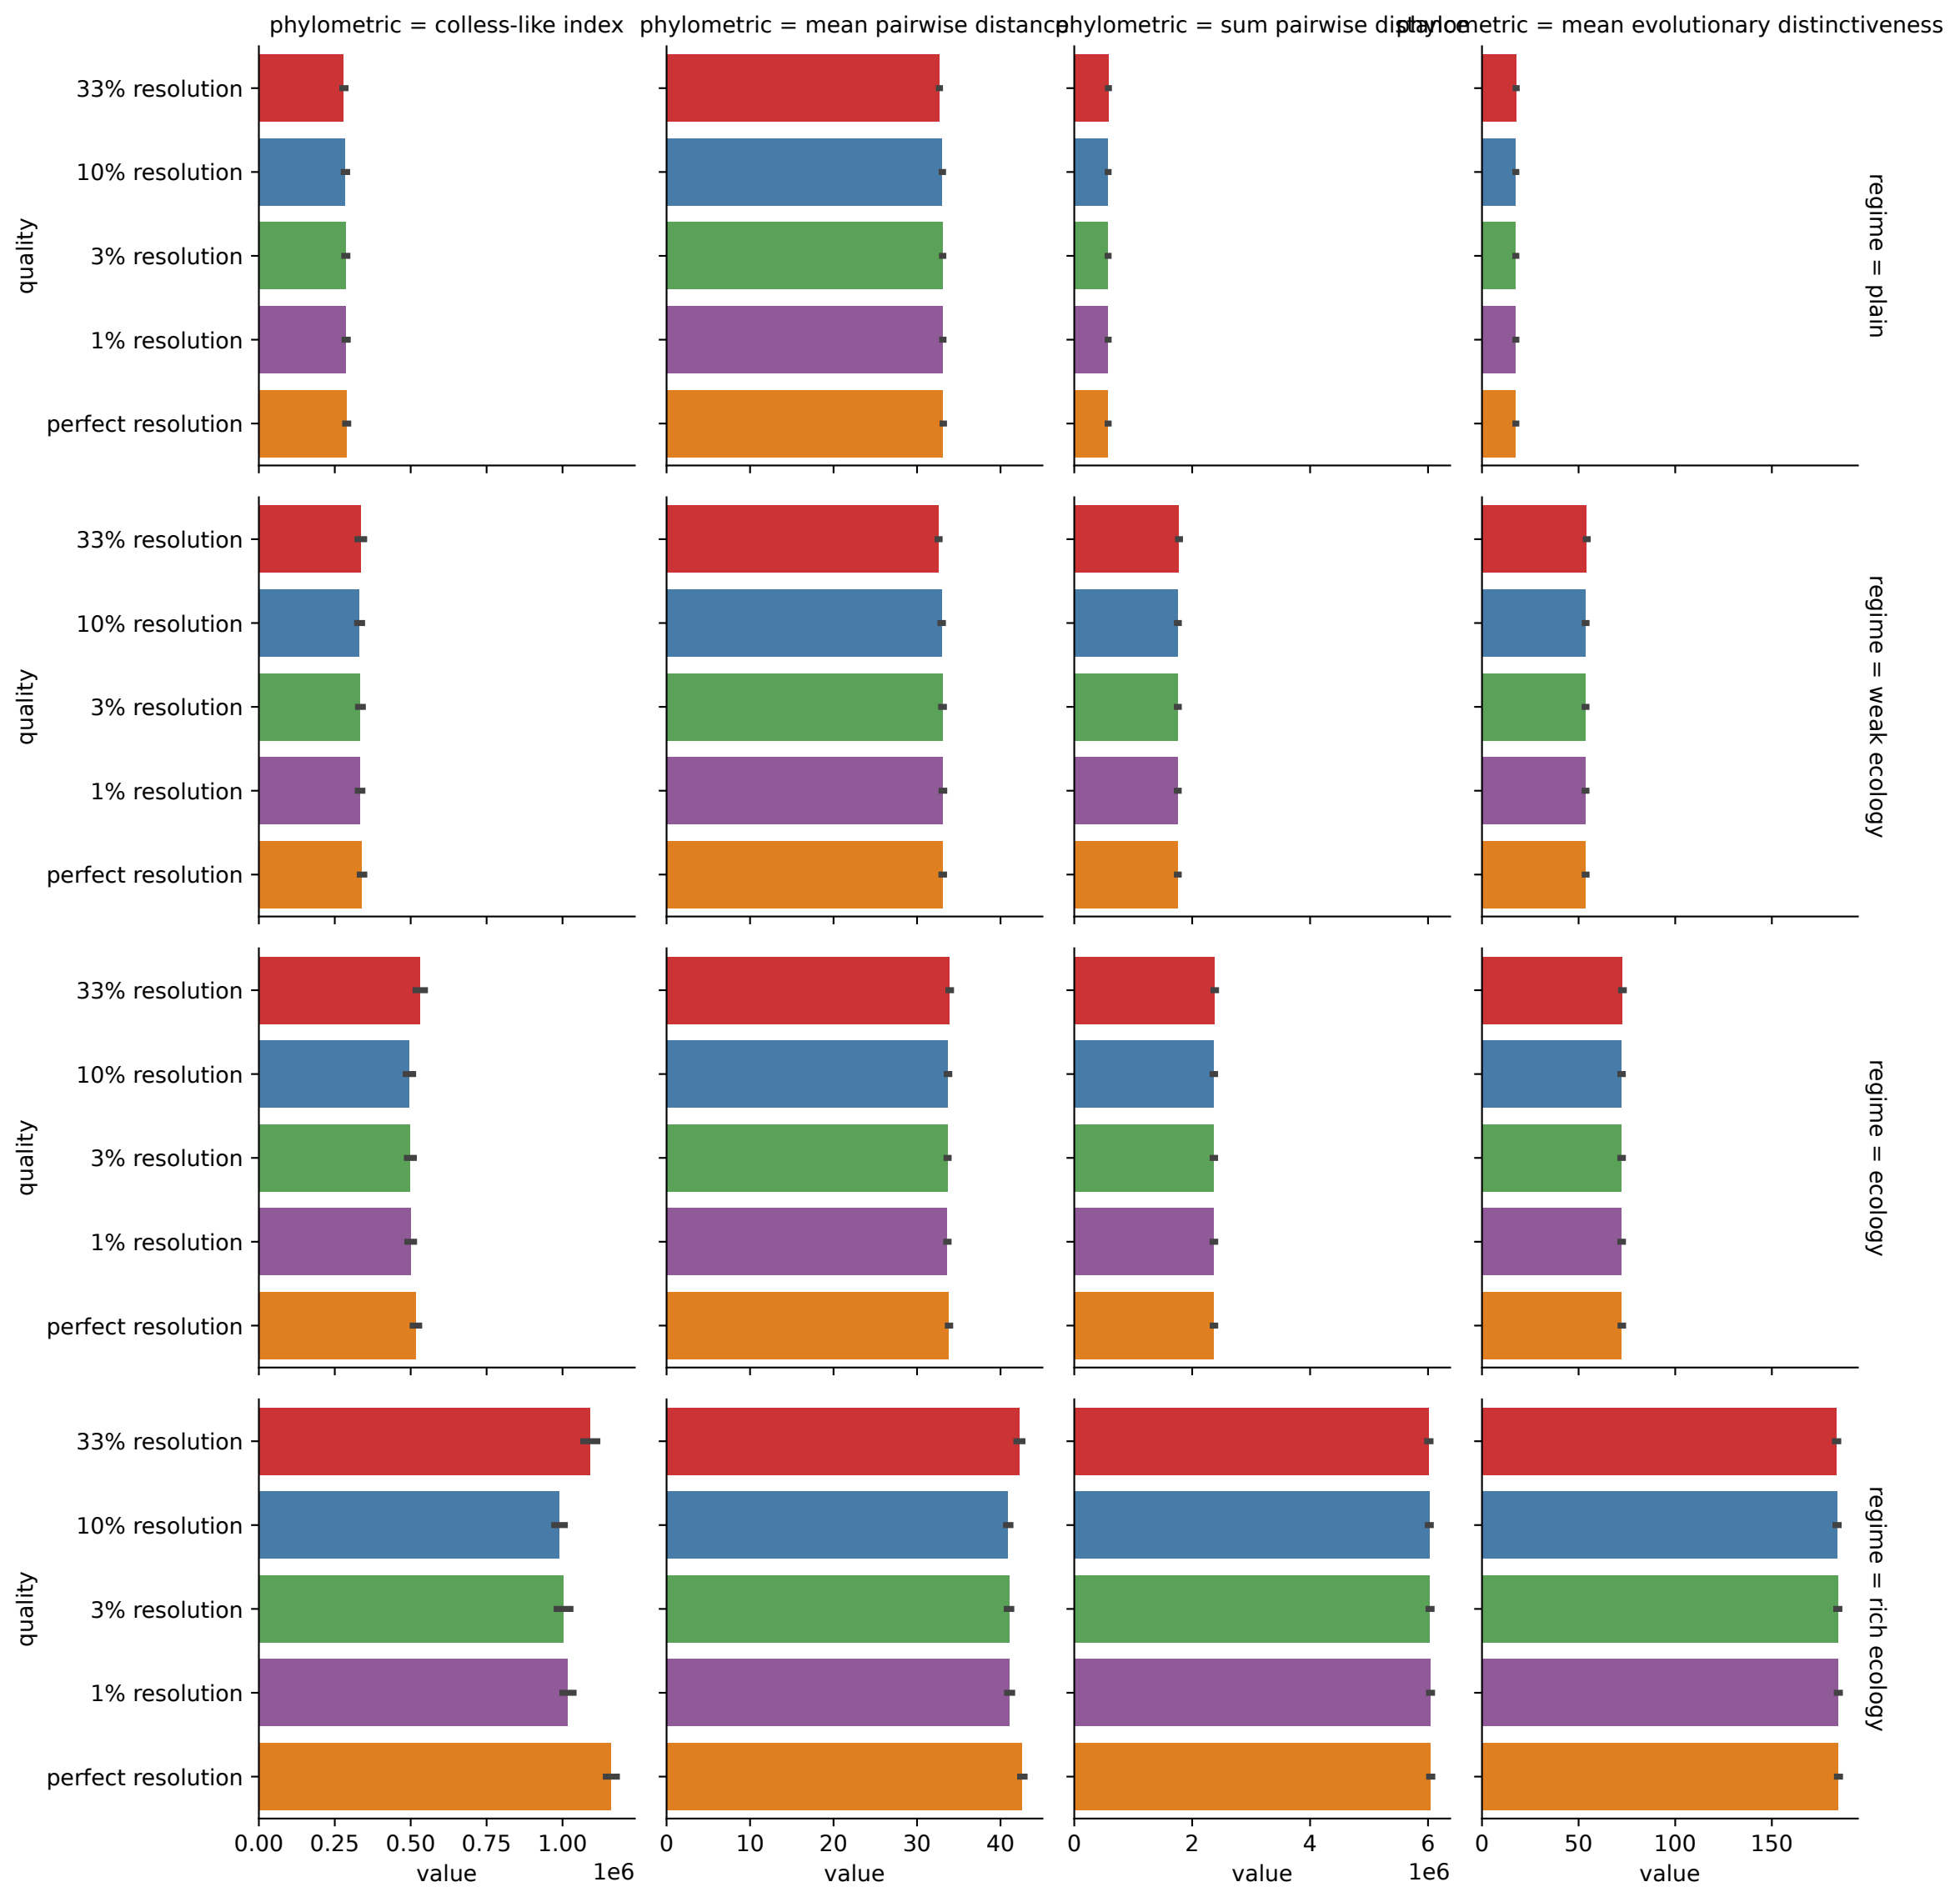 phylometric = colless-like index
phylometric = mean pairwise distance
phylometric = sum pairwise distance
phylometric = mean evolutionary distinctiveness
quality
33% resolution
10% resolution
3% resolution
1% resolution
perfect resolution
regime = plain
quality
33% resolution
10% resolution
3% resolution
1% resolution
perfect resolution
regime = weak ecology
quality
33% resolution
10% resolution
3% resolution
1% resolution
perfect resolution
regime = ecology
quality
33% resolution
10% resolution
3% resolution
1% resolution
perfect resolution
regime = rich ecology
0.00 0.25 0.50 0.75 1.00
1e6
value
0 10 20 30 40
value
0 2 4 6
1e6
value
0 50 100 150
value